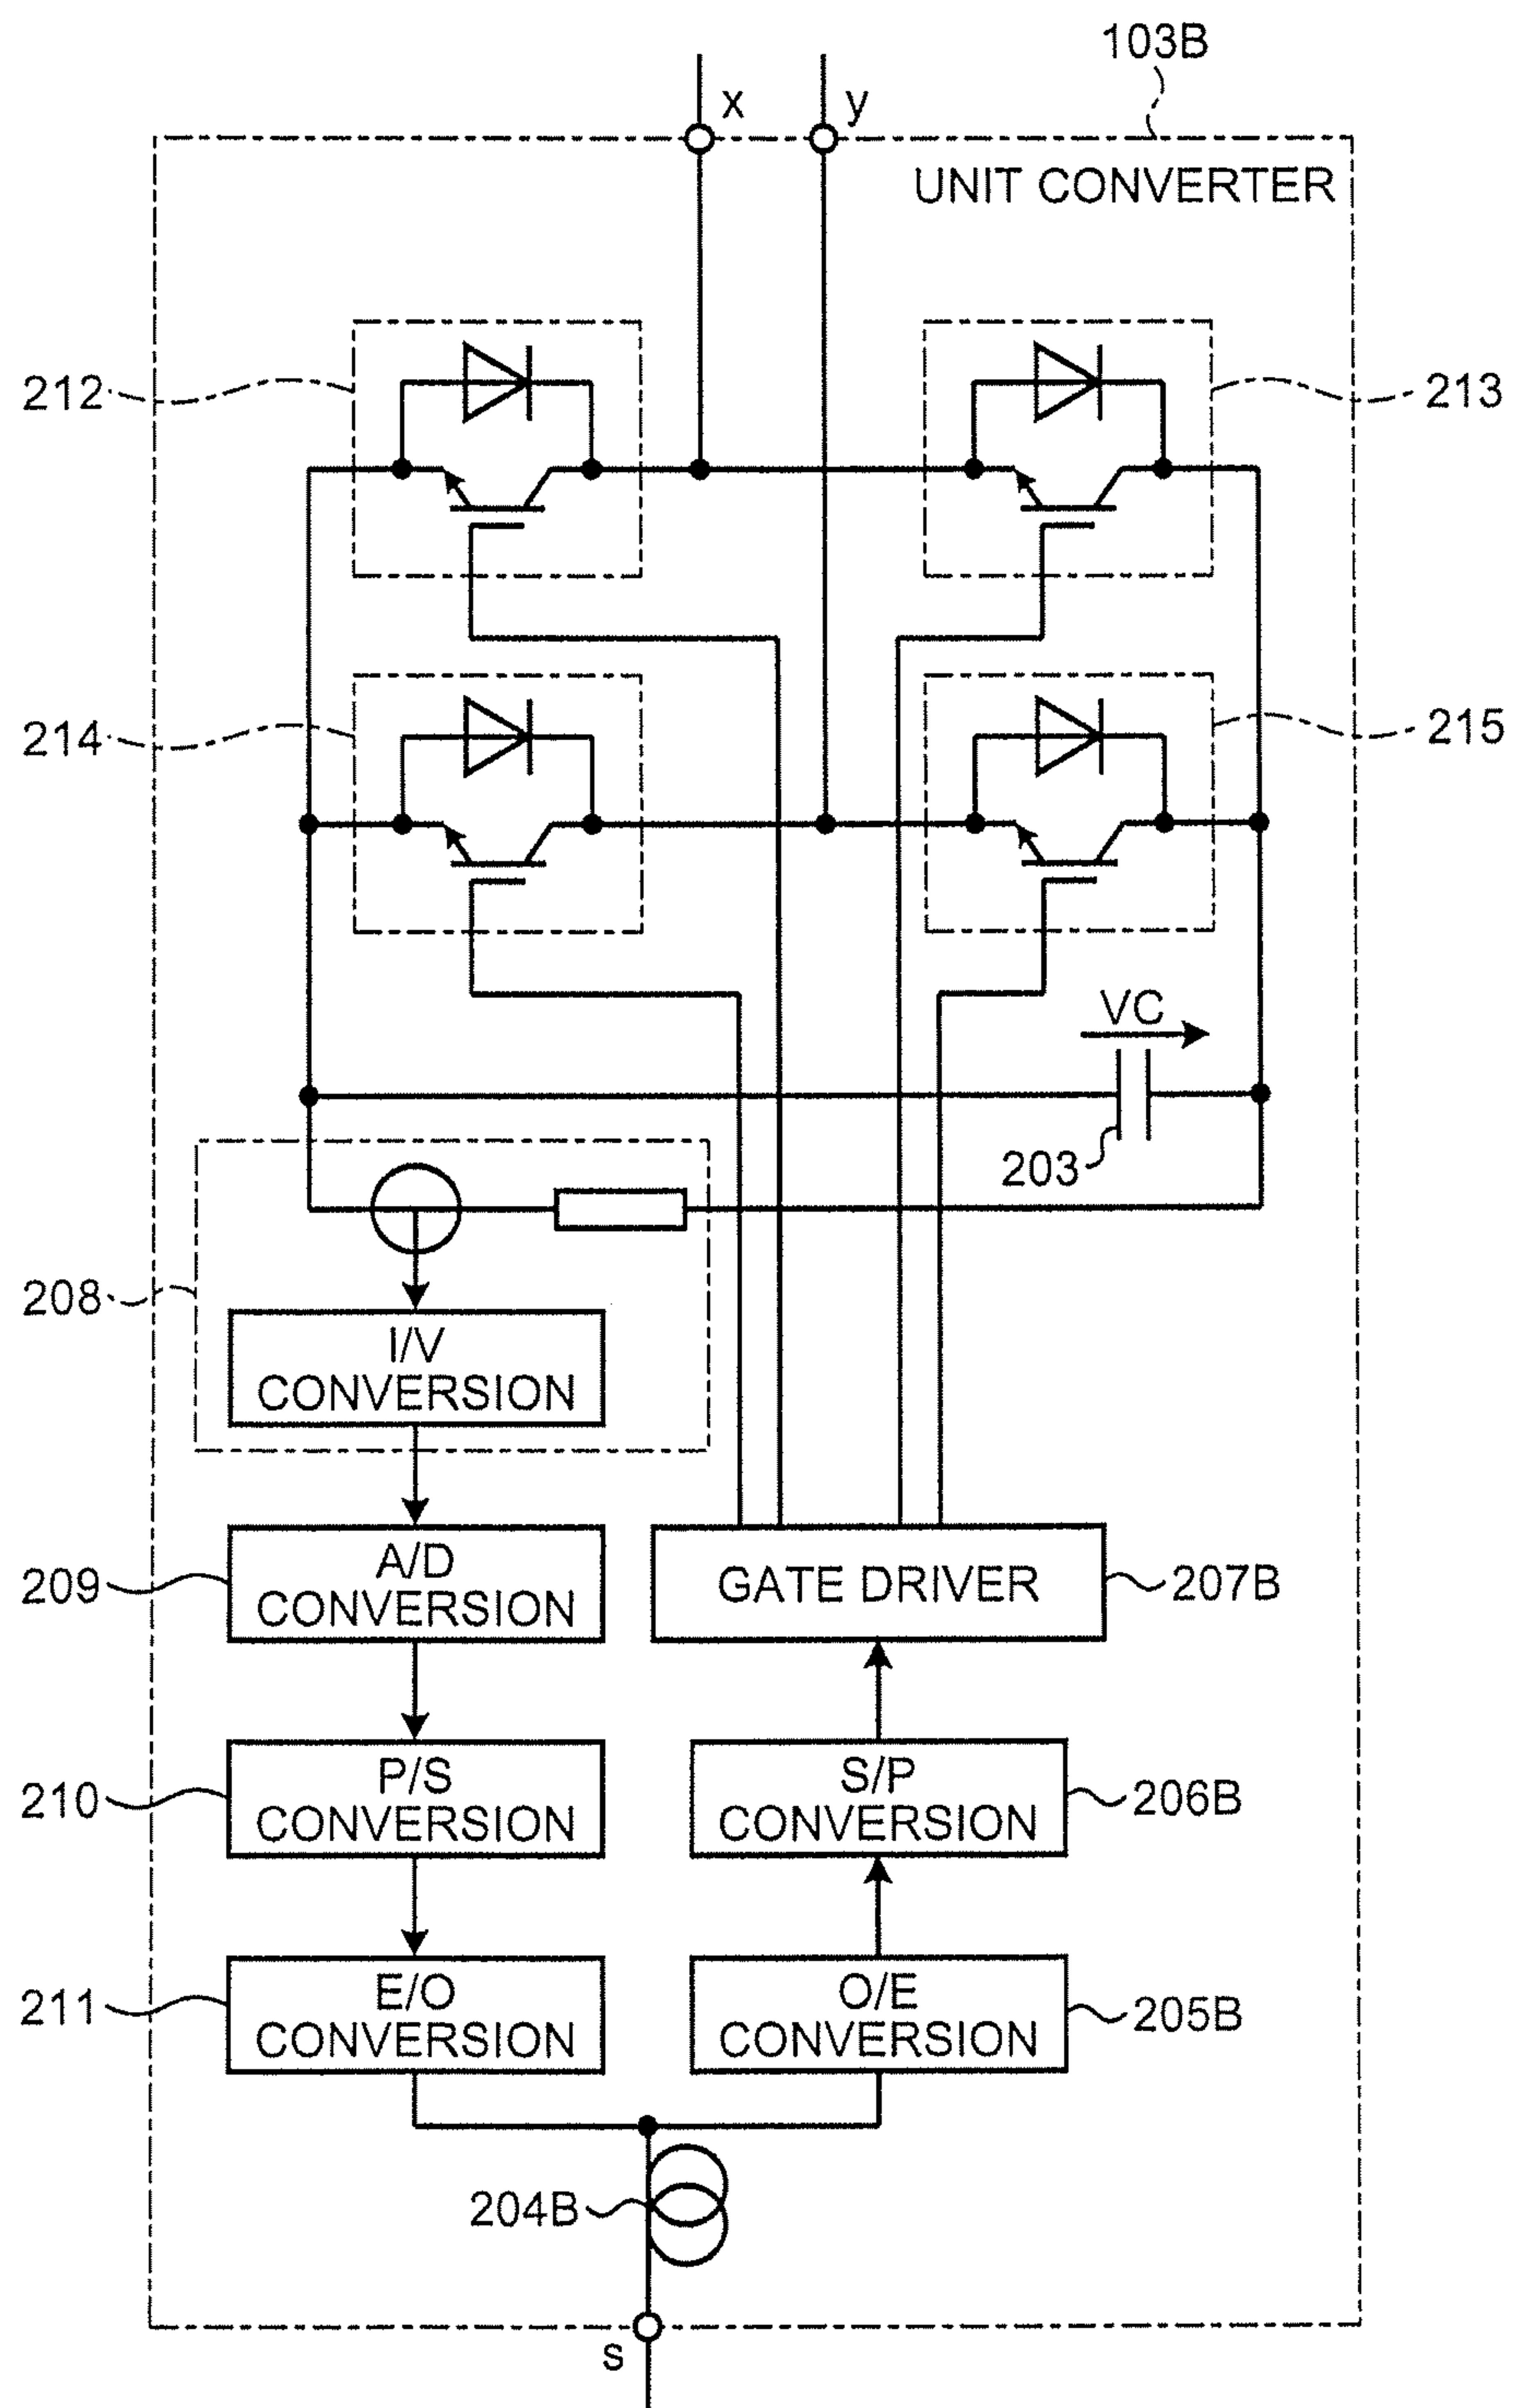 103B
x
y
UNIT CONVERTER
212
213
214
215
VC
203
208
I/V
CONVERSION
209
A/D
CONVERSION
GATE DRIVER
207B
210
P/S
CONVERSION
S/P
CONVERSION
206B
211
E/O
CONVERSION
O/E
CONVERSION
205B
204B
s